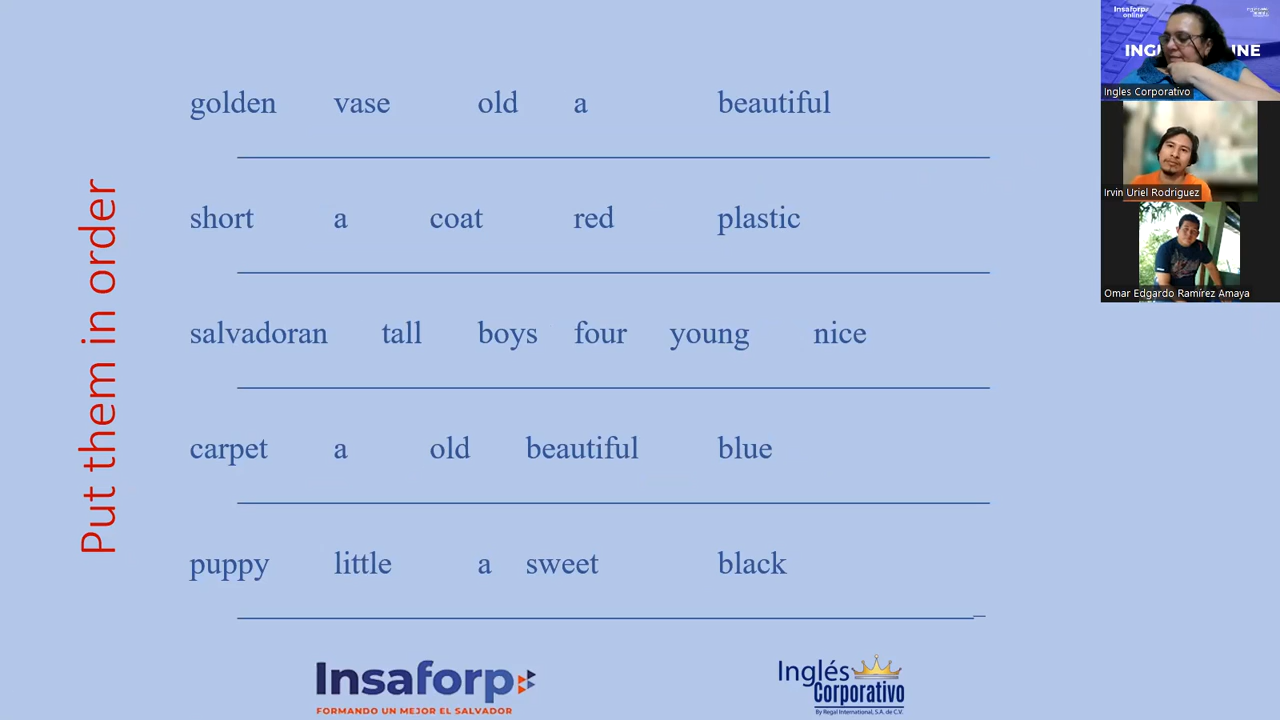 golden vase old a beautiful
short a coat red plastic
salvadoran tall boys four young nice
carpet a old beautiful blue
puppy little a sweet black
Put them in order
Insaforp
FORMANDO UN MEJOR EL SALVADOR
Inglés
Corporativo
By Regal International, S.A. de C.V.
Insaforp
online
Ingles Corporativo
Irvin Uriel Rodriguez
Omar Edgardo Ramírez Amaya